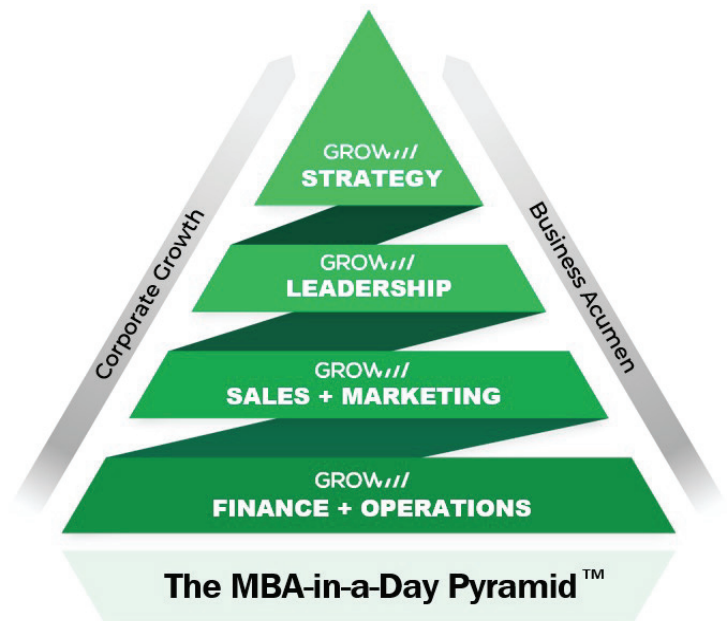 GROW
STRATEGY
GROW
LEADERSHIP
GROW
SALES + MARKETING
GROW
FINANCE + OPERATIONS
Corporate Growth
Business Acumen
The MBA-in-a-Day Pyramid™